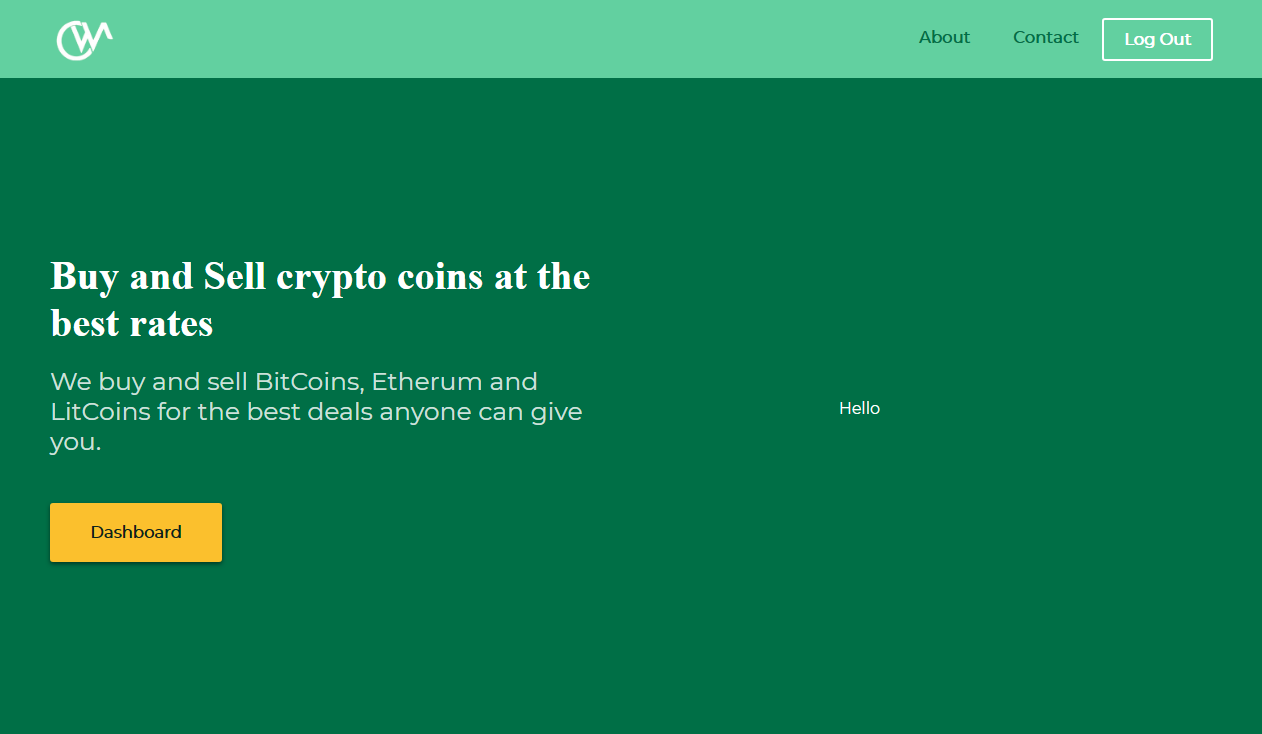 About
Contact
Log Out
Buy and Sell crypto coins at the
best rates
We buy and sell BitCoins, Etherum and
LitCoins for the best deals anyone can give
you.
Hello
Dashboard